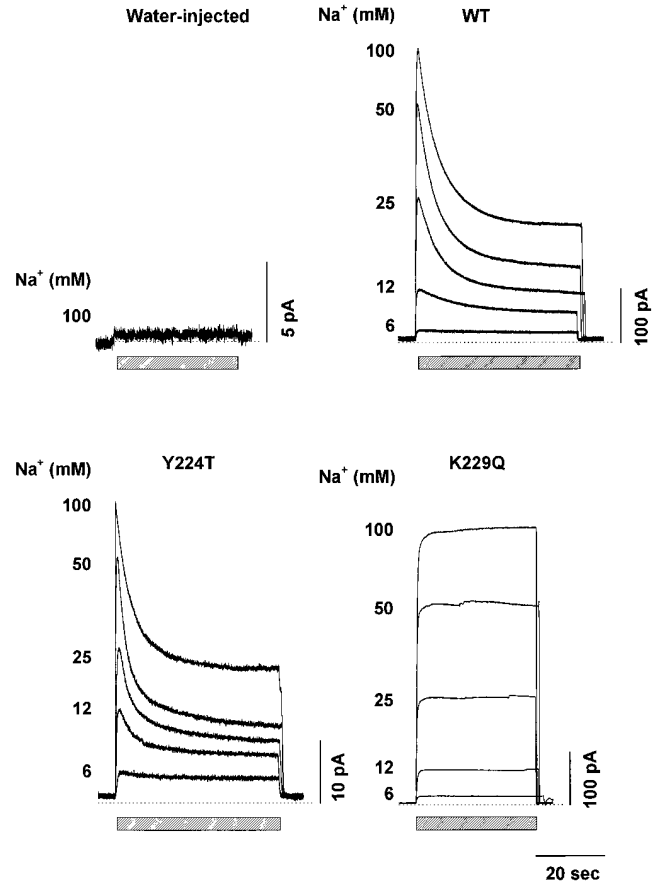 Water-injected
Na+ (mM)
100
5 pA
Na+ (mM)
WT
100
50
25
12
6
100 pA
Na+ (mM)
Y224T
100
50
25
12
6
10 pA
Na+ (mM)
K229Q
100
50
25
12
6
100 pA
20 sec